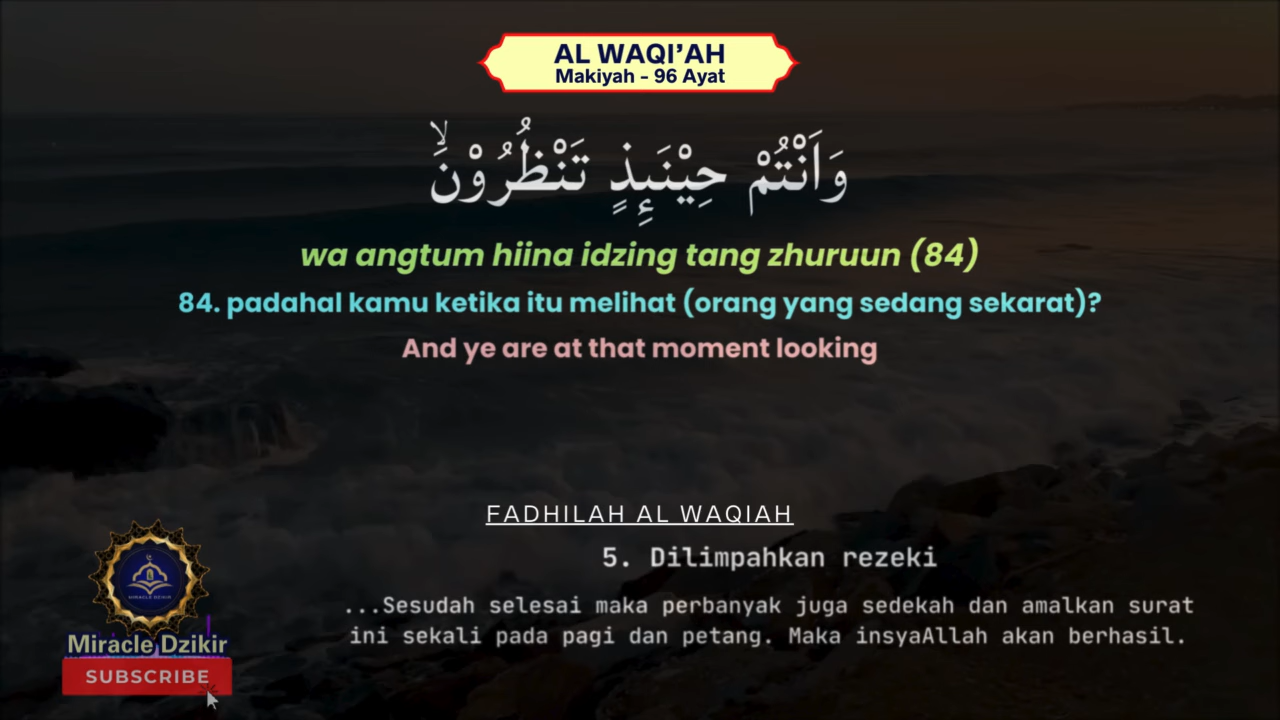 AL WAQI’AH
Makiyah - 96 Ayat
وَاَنْتُمْ حِيْنَىِٕذٍ تَنْظُرُوْنَۙ
wa angtum hiina idzing tang zhuruun (84)
84. padahal kamu ketika itu melihat (orang yang sedang sekarat)?
And ye are at that moment looking
FADHILAH AL WAQIAH
5. Dilimpahkan rezeki
...Sesudah selesai maka perbanyak juga sedekah dan amalkan surat
ini sekali pada pagi dan petang. Maka insyaAllah akan berhasil.
MIRACLE DZIKIR
Miracle Dzikir
SUBSCRIBE